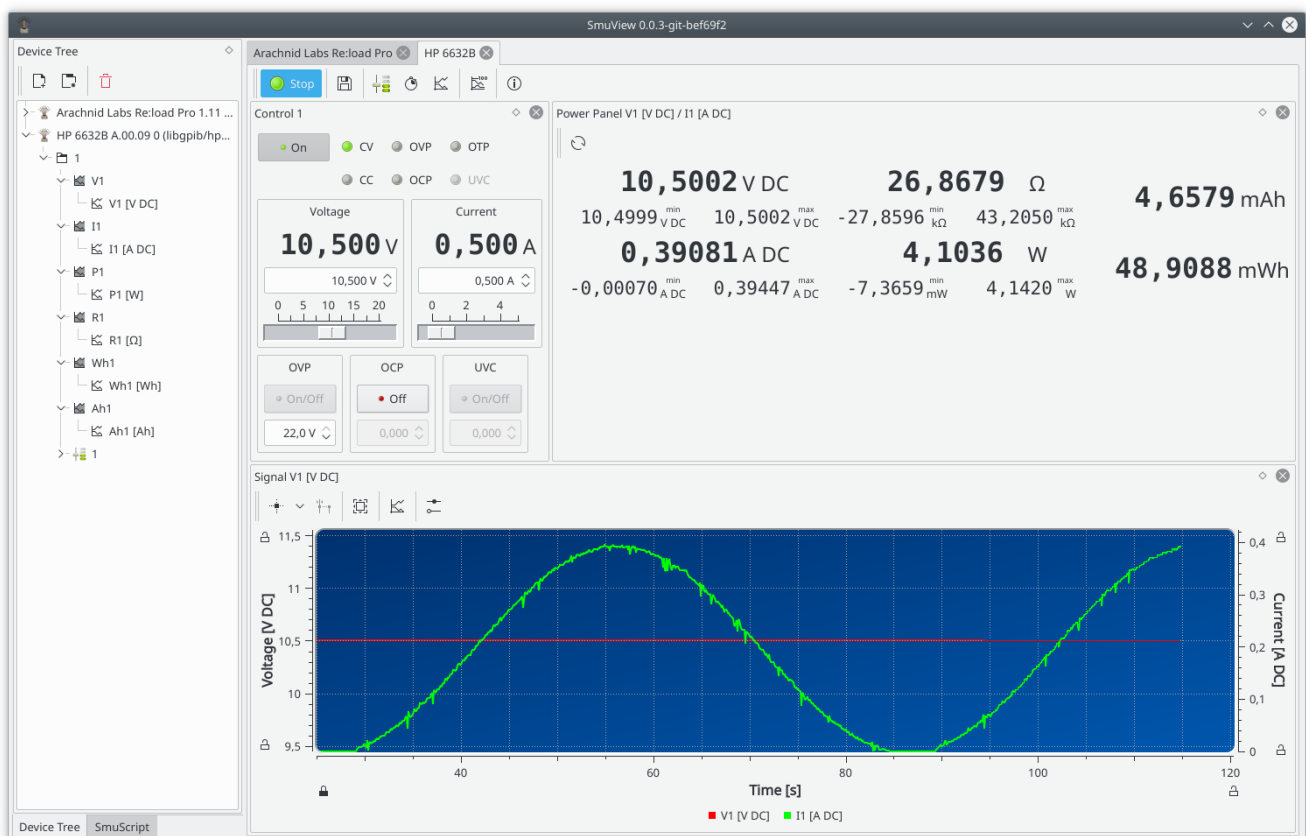 SmuView 0.0.3-git-bef69f2
Device Tree
Arachnid Labs Re:load Pro 1.11 ...
HP 6632B A.00.09 0 (libgpib/hp...
1
V1
V1 [V DC]
I1
I1 [A DC]
P1
P1 [W]
R1
R1 [Ω]
Wh1
Wh1 [Wh]
Ah1
Ah1 [Ah]
1
Device Tree SmuScript
Arachnid Labs Re:load Pro HP 6632B
Stop
Control 1
On CV OVP OTP
CC OCP UVC
Voltage Current
10,500 V 0,500 A
10,500 V 0,500 A
0 5 10 15 20 0 2 4
OVP OCP UVC
On/Off Off On/Off
22,0 V 0,000 0,000
Power Panel V1 [V DC] / I1 [A DC]
10,5002 V DC 26,8679 Ω 4,6579 mAh
10,4999 min V DC 10,5002 max V DC -27,8596 min kΩ 43,2050 max kΩ
0,39081 A DC 4,1036 W 48,9088 mWh
-0,00070 min A DC 0,39447 max A DC -7,3659 min mW 4,1420 max W
Signal V1 [V DC]
Voltage [V DC]
11,5
11
10,5
10
9,5
0,4
0,3
0,2
0,1
0
Current [A DC]
40 60 80 100 120
Time [s]
V1 [V DC] I1 [A DC]